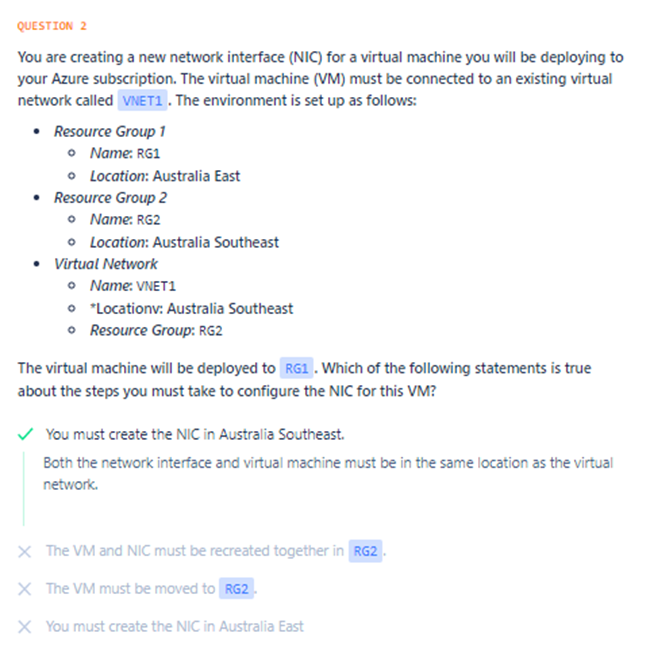 QUESTION 2
You are creating a new network interface (NIC) for a virtual machine you will be deploying to
your Azure subscription. The virtual machine (VM) must be connected to an existing virtual
network called VNET1. The environment is set up as follows:
• Resource Group 1
Name: RG1
Location: Australia East
• Resource Group 2
Name: RG2
Location: Australia Southeast
• Virtual Network
Name: VNET1
*Locationv: Australia Southeast
Resource Group: RG2
The virtual machine will be deployed to RG1. Which of the following statements is true
about the steps you must take to configure the NIC for this VM?
You must create the NIC in Australia Southeast.
Both the network interface and virtual machine must be in the same location as the virtual
network.
The VM and NIC must be recreated together in RG2.
The VM must be moved to RG2.
You must create the NIC in Australia East